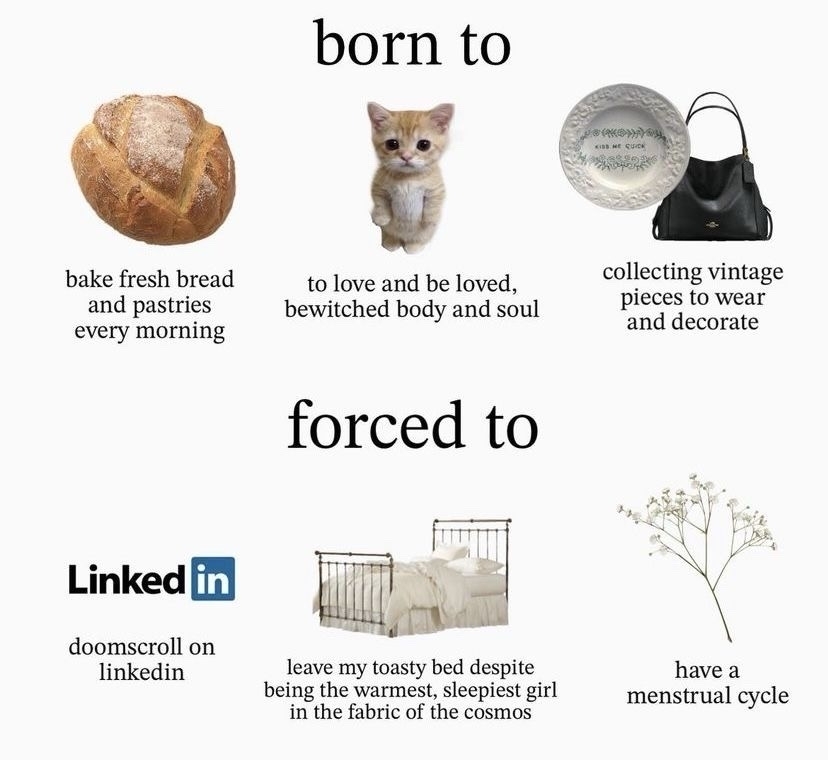 born to
KISS ME QUICK
bake fresh bread
and pastries
every morning
to love and be loved,
bewitched body and soul
collecting vintage
pieces to wear
and decorate
forced to
Linked in
doomscroll on
linkedin
leave my toasty bed despite
being the warmest, sleepiest girl
in the fabric of the cosmos
have a
menstrual cycle